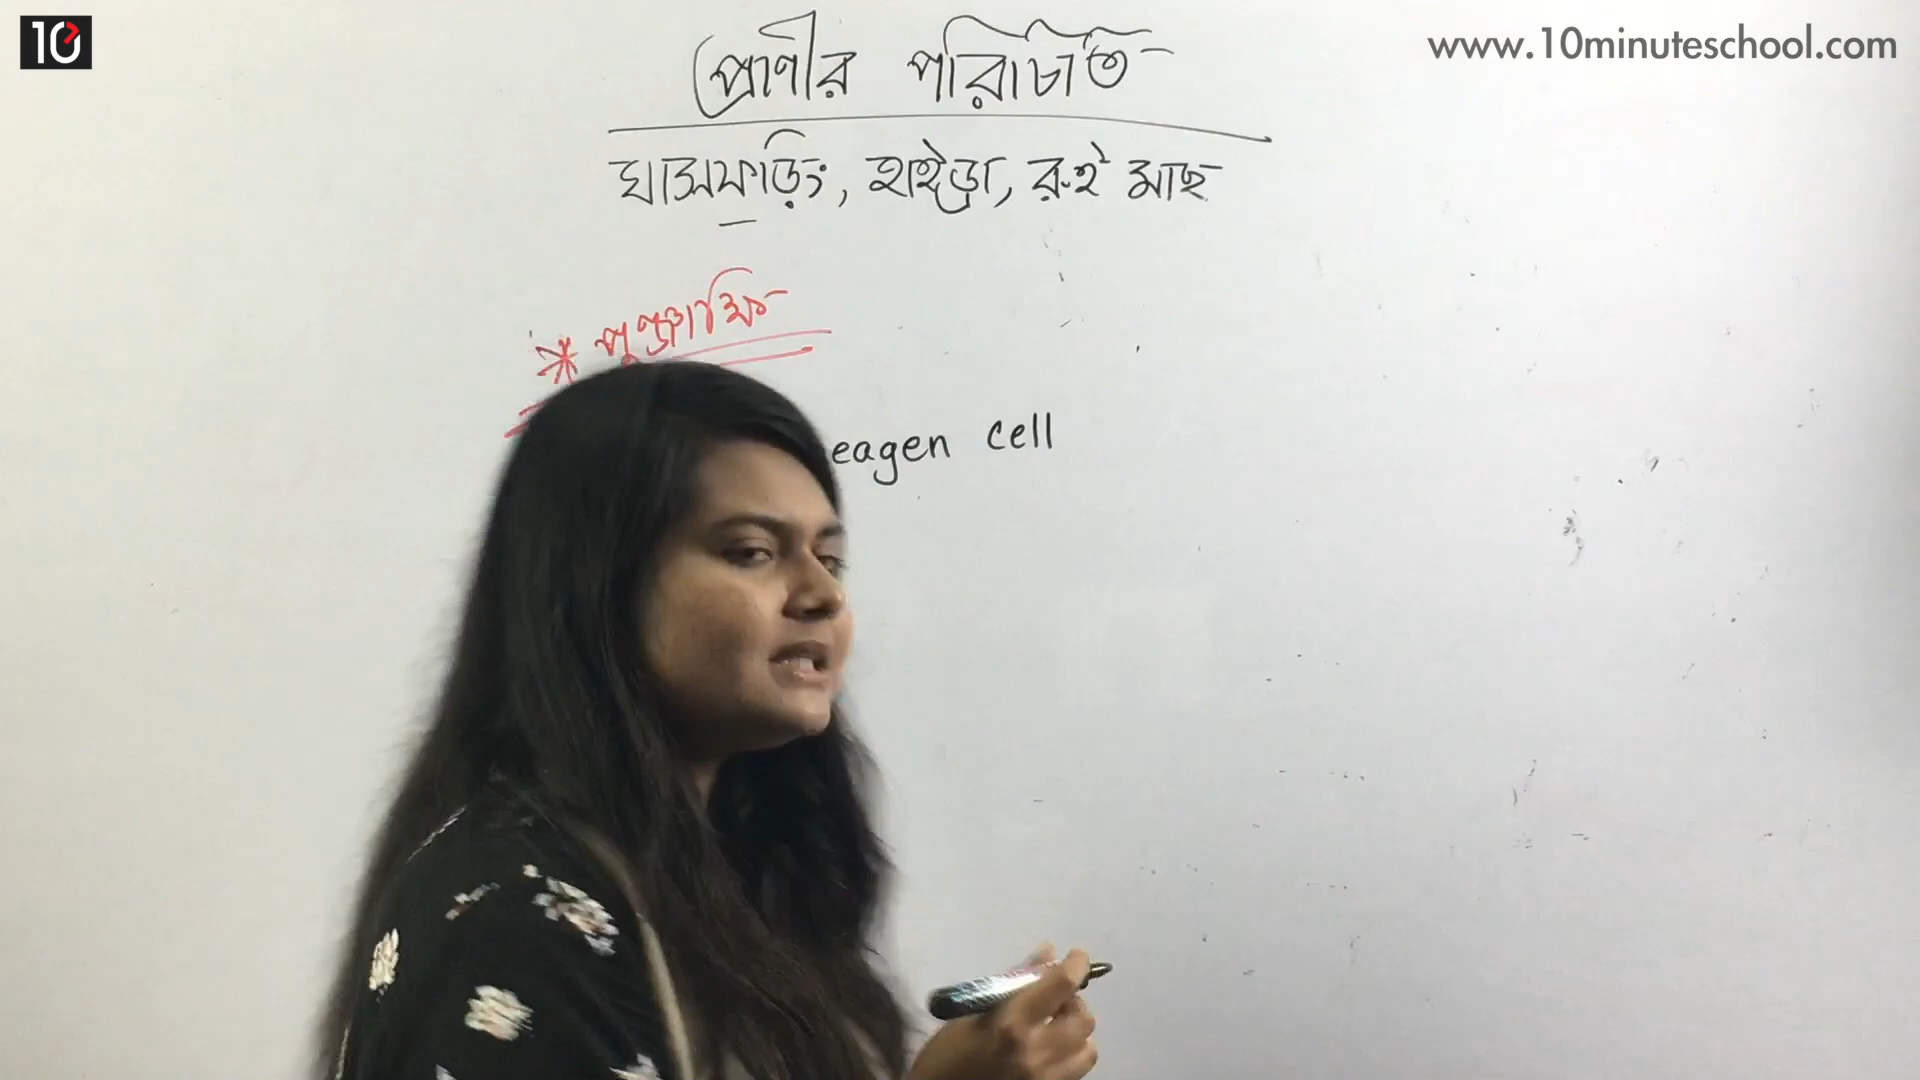 10
www.10minuteschool.com
প্রাণীর পরিচিতি
ঘাসফড়িং, হাইড্রা, রুই মাছ
* পুঞ্জাক্ষি
eagen cell